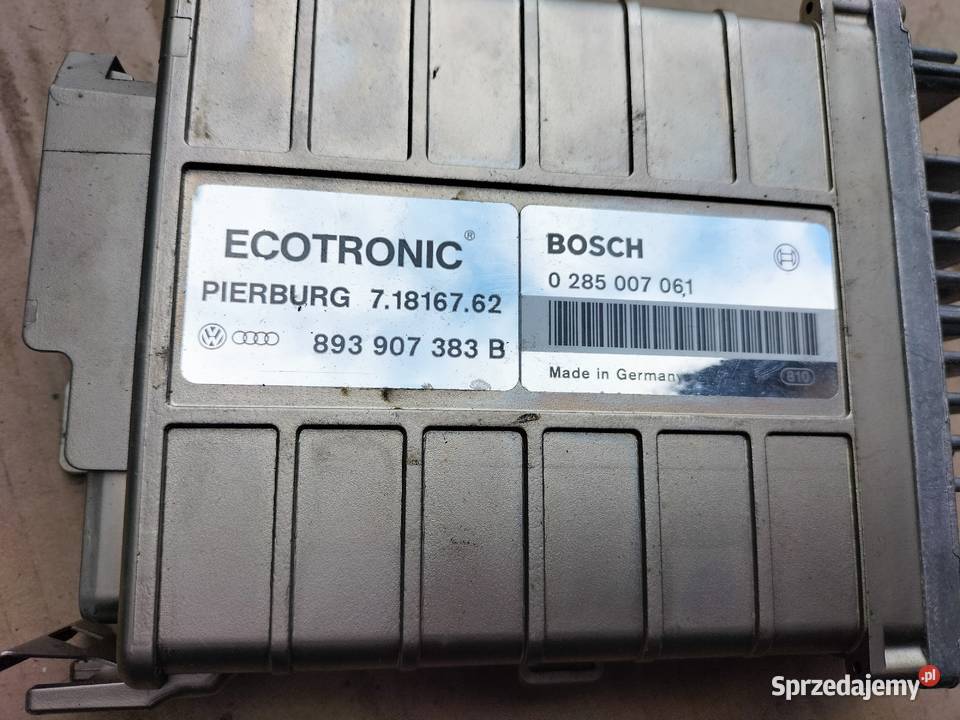 ECOTRONIC®
PIERBURG 7.18167.62
893 907 383 B
BOSCH
0 285 007 061
Made in Germany
810
Sprzedajemy.pl